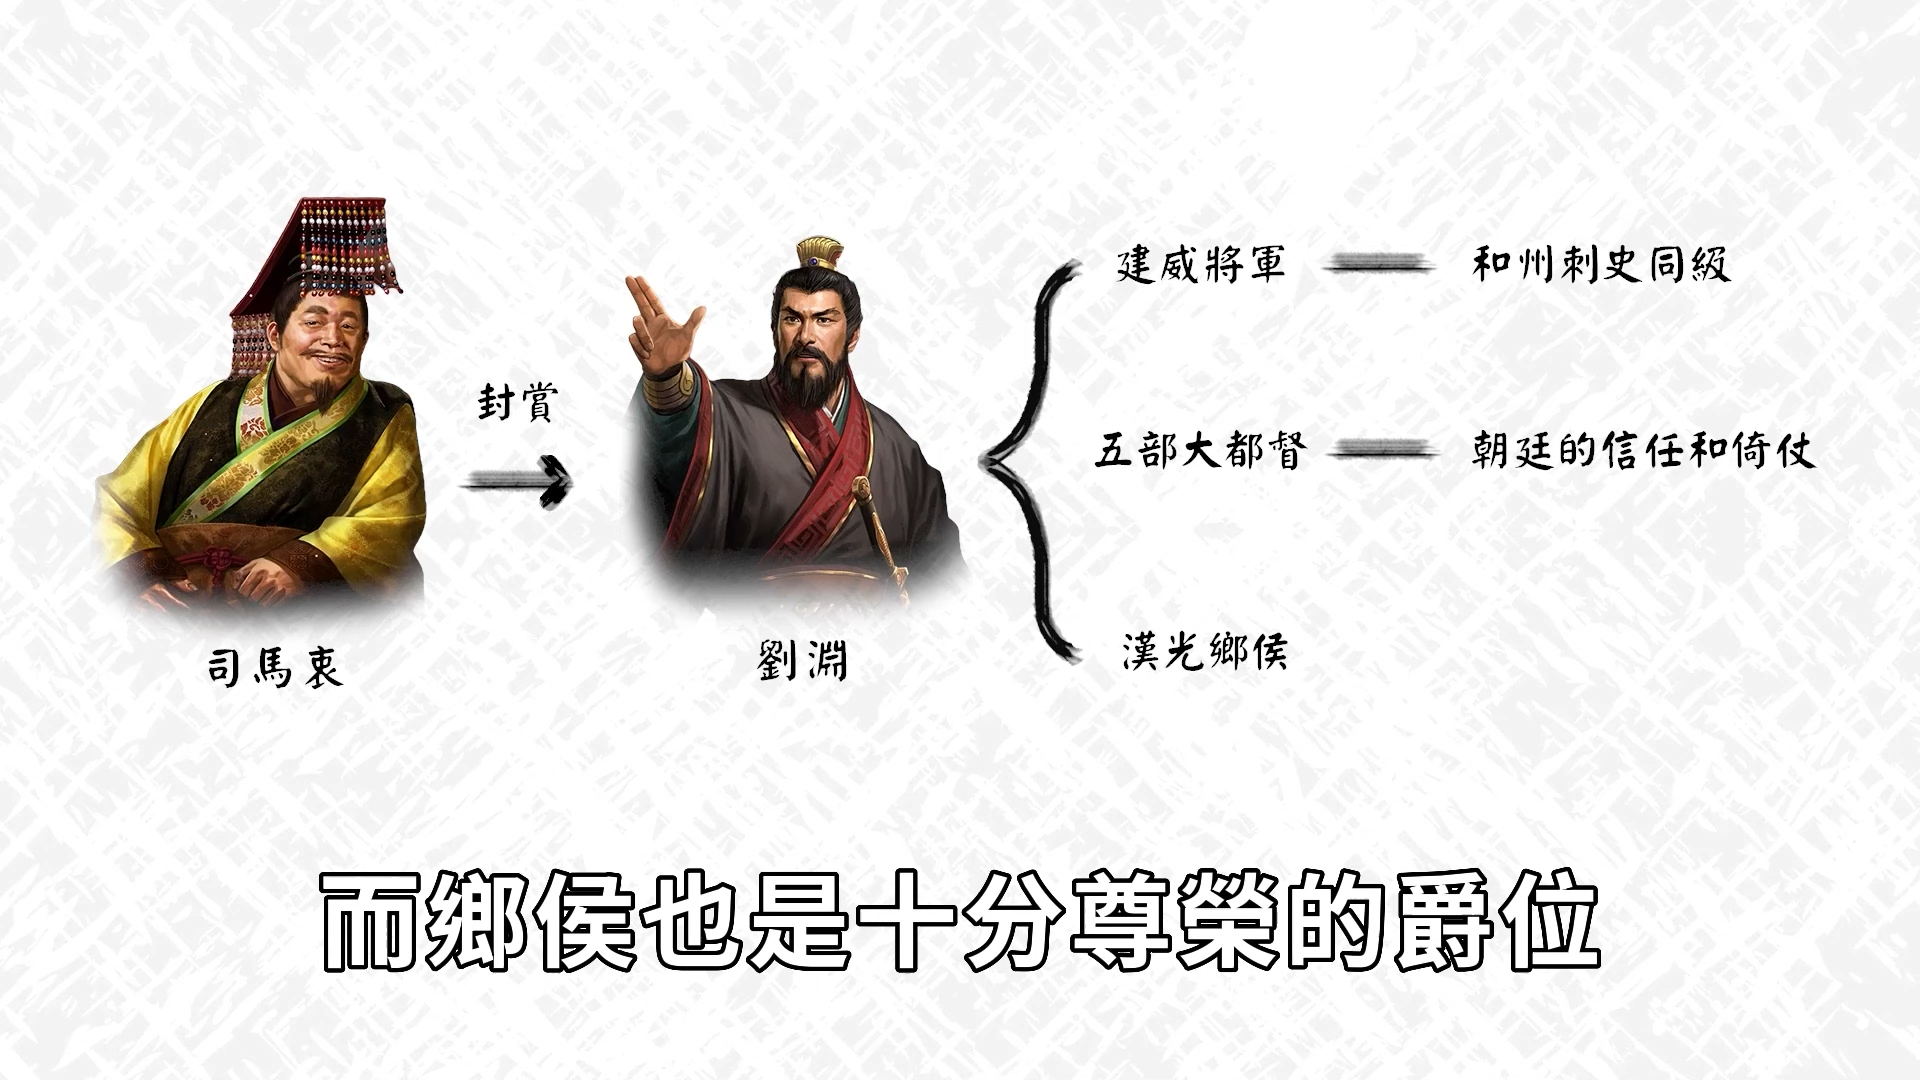 封賞
司馬衷
劉淵
建威將軍
和州刺史同級
五部大都督
朝廷的信任和倚仗
漢光鄉侯
而鄉侯也是十分尊榮的爵位